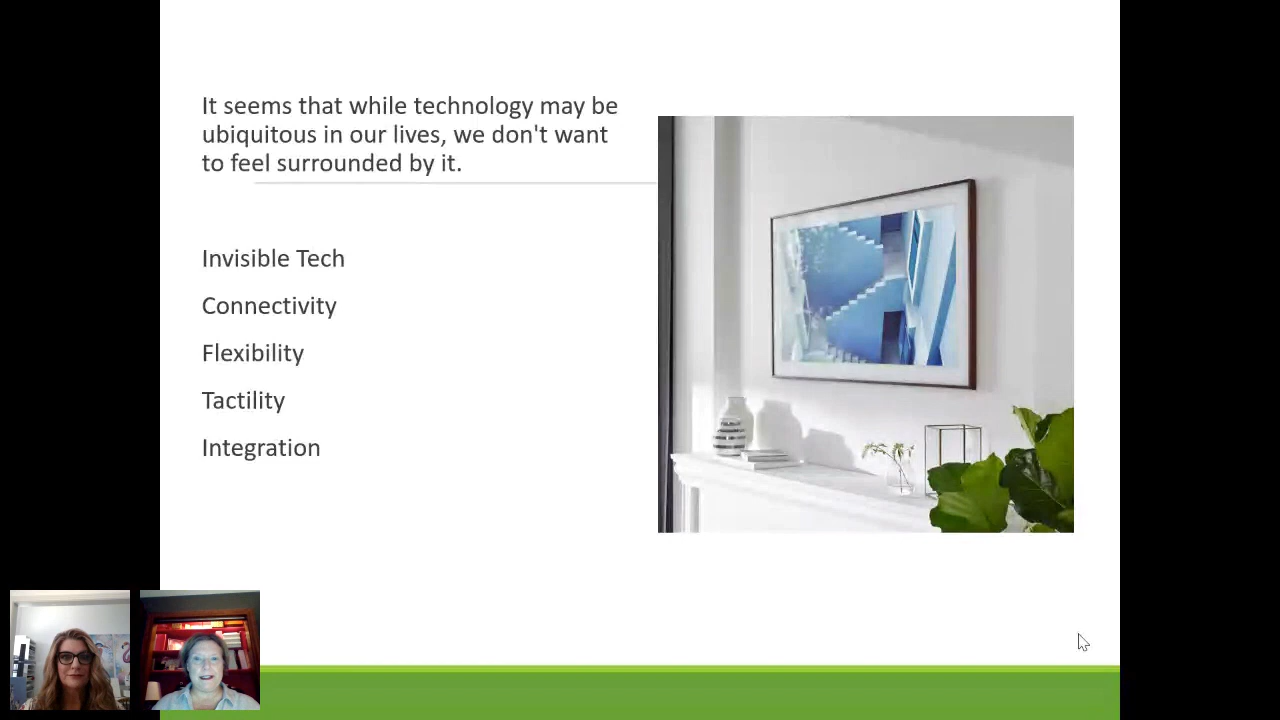 It seems that while technology may be
ubiquitous in our lives, we don't want
to feel surrounded by it.
Invisible Tech
Connectivity
Flexibility
Tactility
Integration